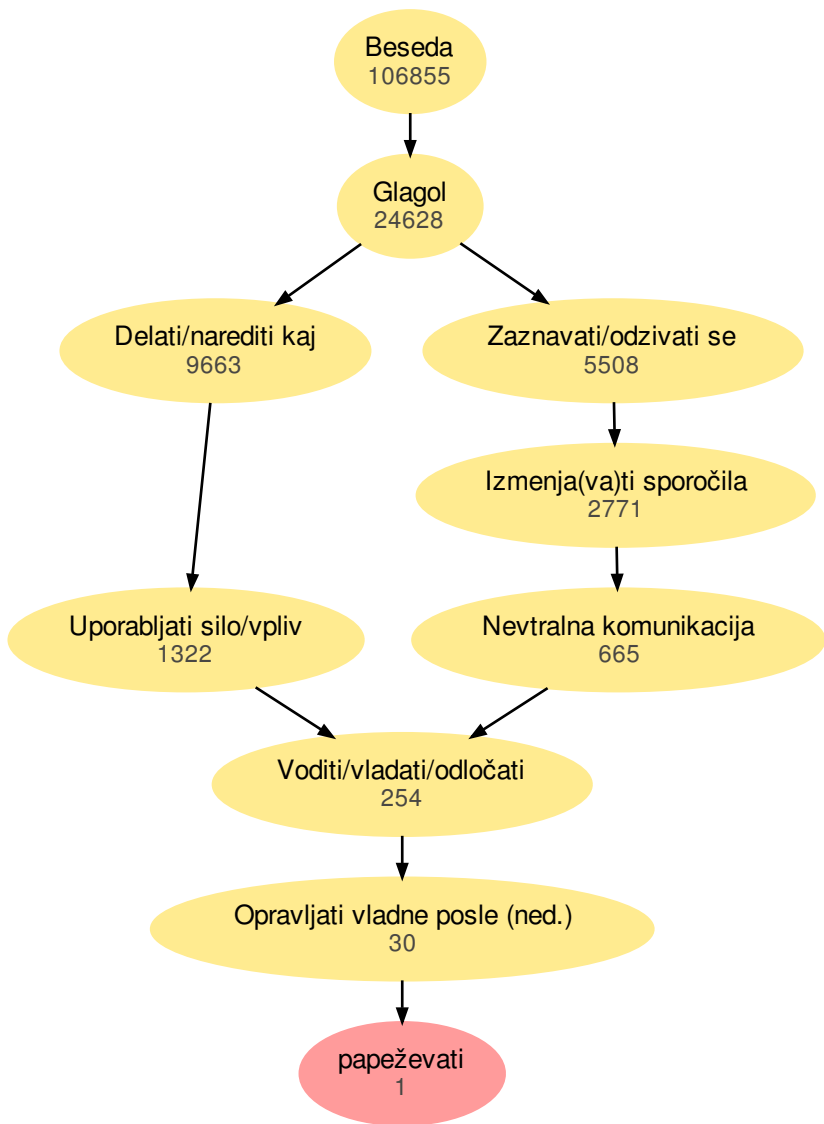 Beseda
106855
Glagol
24628
Delati/narediti kaj
9663
Zaznavati/odzivati se
5508
Izmenja(va)ti sporočila
2771
Uporabljati silo/vpliv
1322
Nevtralna komunikacija
665
Voditi/vladati/odločati
254
Opravljati vladne posle (ned.)
30
papeževati
1